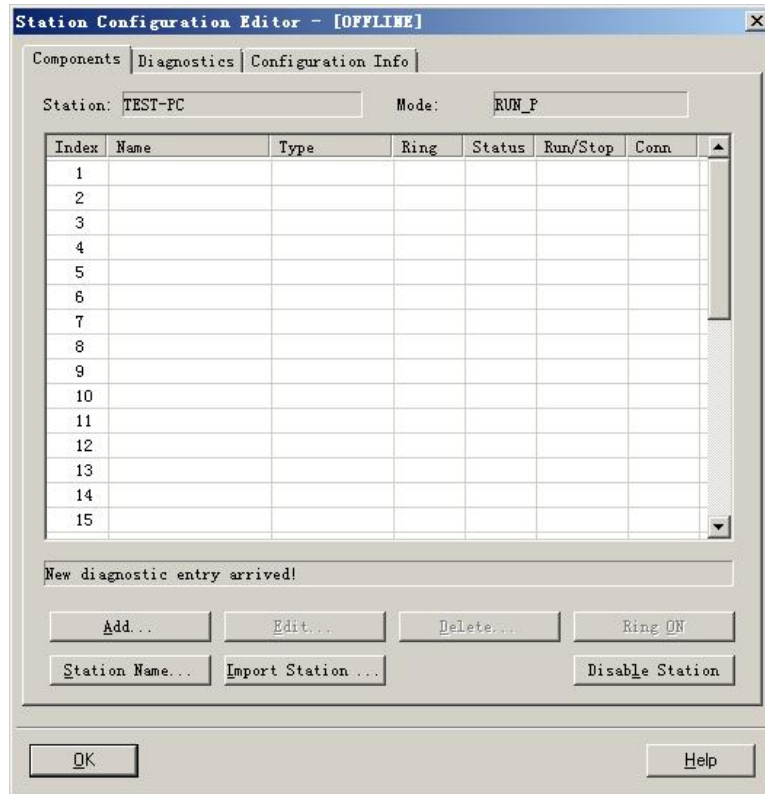 Station Configuration Editor - [OFFLINE]
Components Diagnostics Configuration Info
Station: TEST-PC Mode: RUN_P
Index Name Type Ring Status Run/Stop Conn
1
2
3
4
5
6
7
8
9
10
11
12
13
14
15
New diagnostic entry arrived!
Add... Edit... Delete... Ring ON
Station Name... Import Station ... Disable Station
OK Help